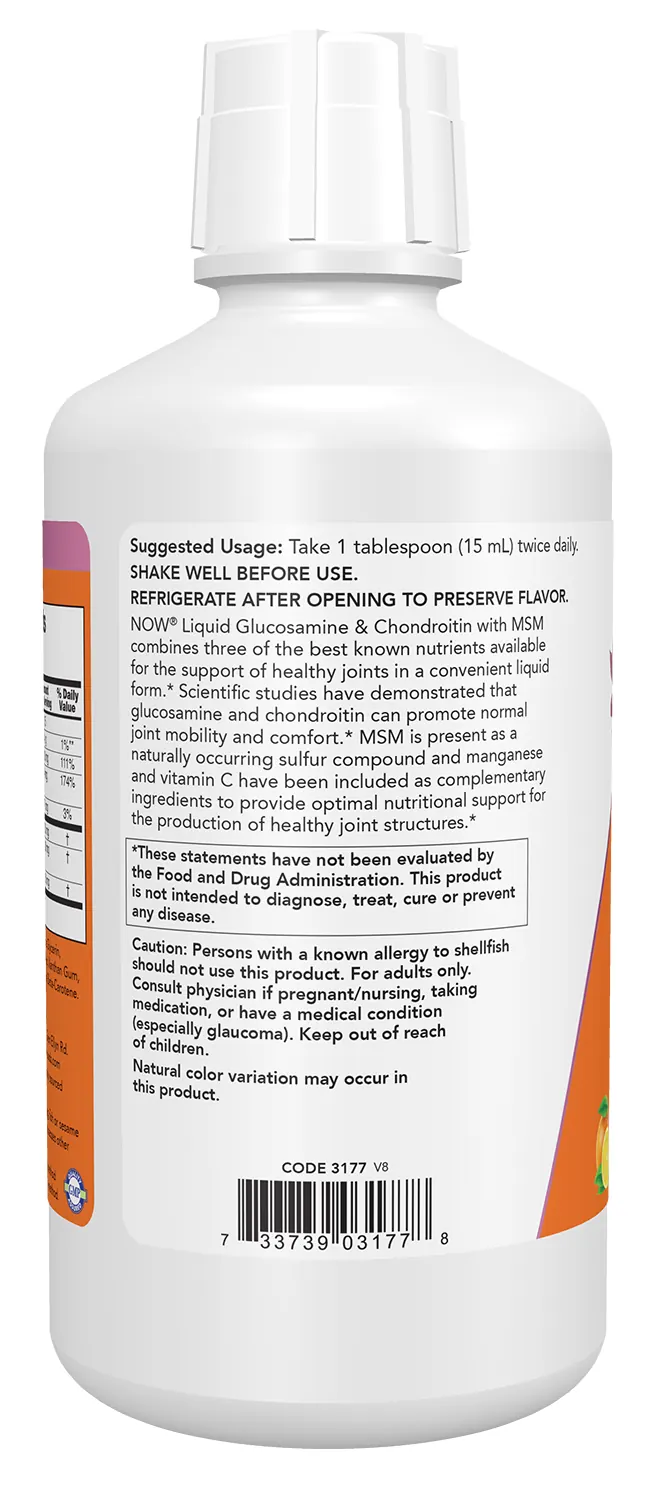 Suggested Usage: Take 1 tablespoon (15 mL) twice daily.
SHAKE WELL BEFORE USE.
REFRIGERATE AFTER OPENING TO PRESERVE FLAVOR.
NOW® Liquid Glucosamine & Chondroitin with MSM
combines three of the best known nutrients available
for the support of healthy joints in a convenient liquid
form.* Scientific studies have demonstrated that
glucosamine and chondroitin can promote normal
joint mobility and comfort.* MSM is present as a
naturally occurring sulfur compound and manganese
and vitamin C have been included as complementary
ingredients to provide optimal nutritional support for
the production of healthy joint structures.*
*These statements have not been evaluated by
the Food and Drug Administration. This product
is not intended to diagnose, treat, cure or prevent
any disease.
Caution: Persons with a known allergy to shellfish
should not use this product. For adults only.
Consult physician if pregnant/nursing, taking
medication, or have a medical condition
(especially glaucoma). Keep out of reach
of children.
Natural color variation may occur in
this product.
CODE 3177 V8
7 33739 03177 8
% Daily
Value
1%**
111%
174%
3%
†
†
†
Xanthan Gum,
Rd.
or sesame
GMP